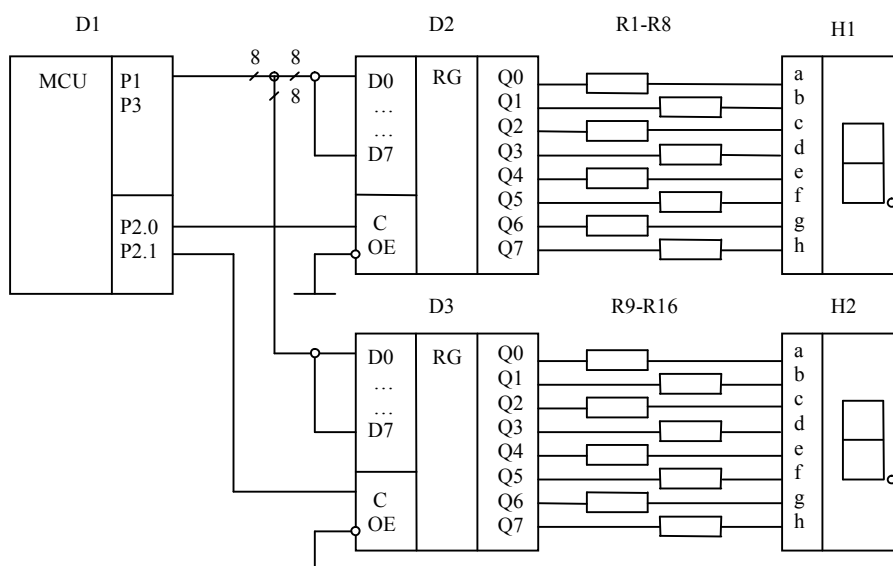 D1
D2
R1-R8
H1
8
8
8
MCU
P1
P3
P2.0
P2.1
D0
...
...
D7
C
OE
RG
Q0
Q1
Q2
Q3
Q4
Q5
Q6
Q7
a
b
c
d
e
f
g
h
D3
R9-R16
H2
D0
...
...
D7
C
OE
RG
Q0
Q1
Q2
Q3
Q4
Q5
Q6
Q7
a
b
c
d
e
f
g
h